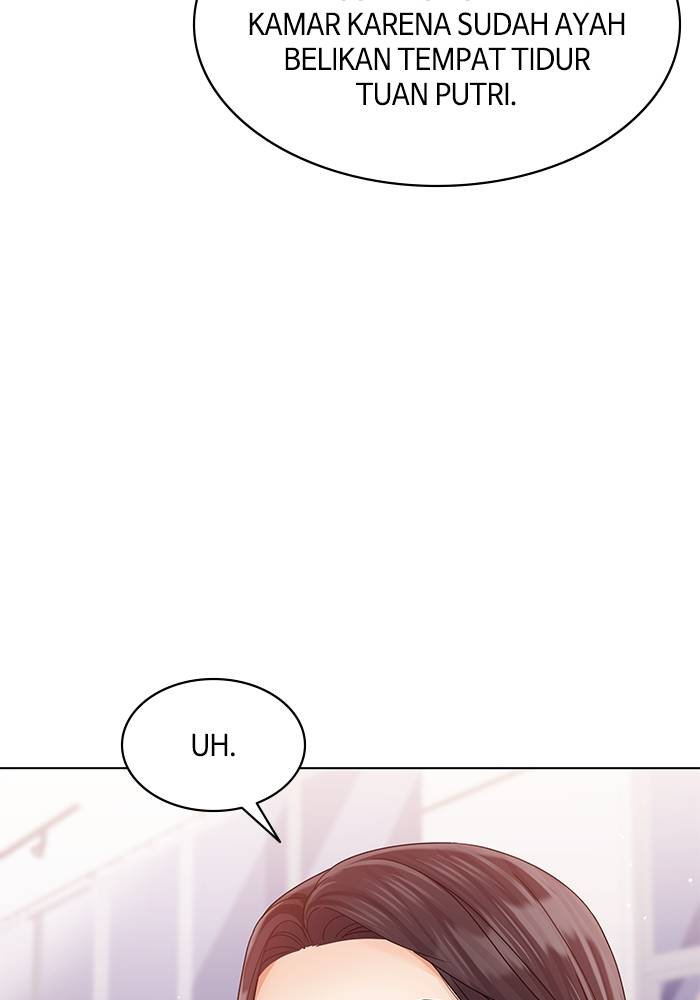 KAMAR KARENA SUDAH AYAH
BELIKAN TEMPAT TIDUR
TUAN PUTRI.
UH.